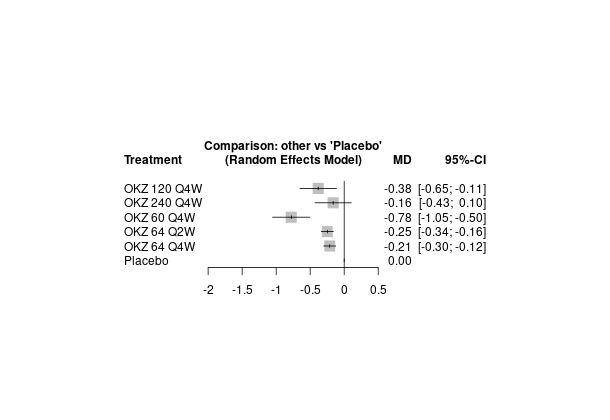 Comparison: other vs 'Placebo'
Treatment (Random Effects Model) MD 95%-CI
OKZ 120 Q4W -0.38 [-0.65; -0.11]
OKZ 240 Q4W -0.16 [-0.43; 0.10]
OKZ 60 Q4W -0.78 [-1.05; -0.50]
OKZ 64 Q2W -0.25 [-0.34; -0.16]
OKZ 64 Q4W -0.21 [-0.30; -0.12]
Placebo 0.00
-2 -1.5 -1 -0.5 0 0.5